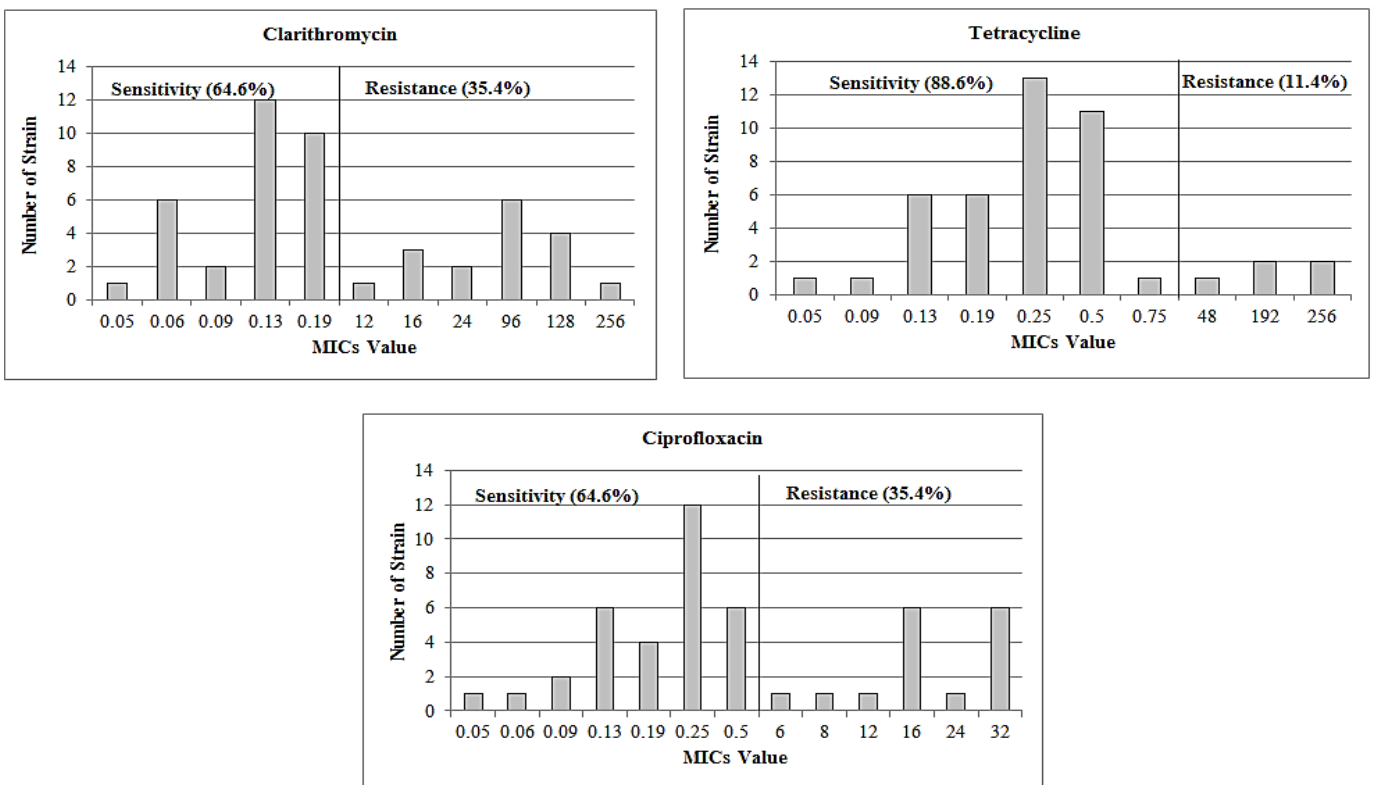 Clarithromycin
Sensitivity (64.6%) Resistance (35.4%)
Number of Strain
14
12
10
8
6
4
2
0
0.05 0.06 0.09 0.13 0.19 12 16 24 96 128 256
MICs Value
Tetracycline
Sensitivity (88.6%) Resistance (11.4%)
Number of Strain
14
12
10
8
6
4
2
0
0.05 0.09 0.13 0.19 0.25 0.5 0.75 48 192 256
MICs Value
Ciprofloxacin
Sensitivity (64.6%) Resistance (35.4%)
Number of Strain
14
12
10
8
6
4
2
0
0.05 0.06 0.09 0.13 0.19 0.25 0.5 6 8 12 16 24 32
MICs Value